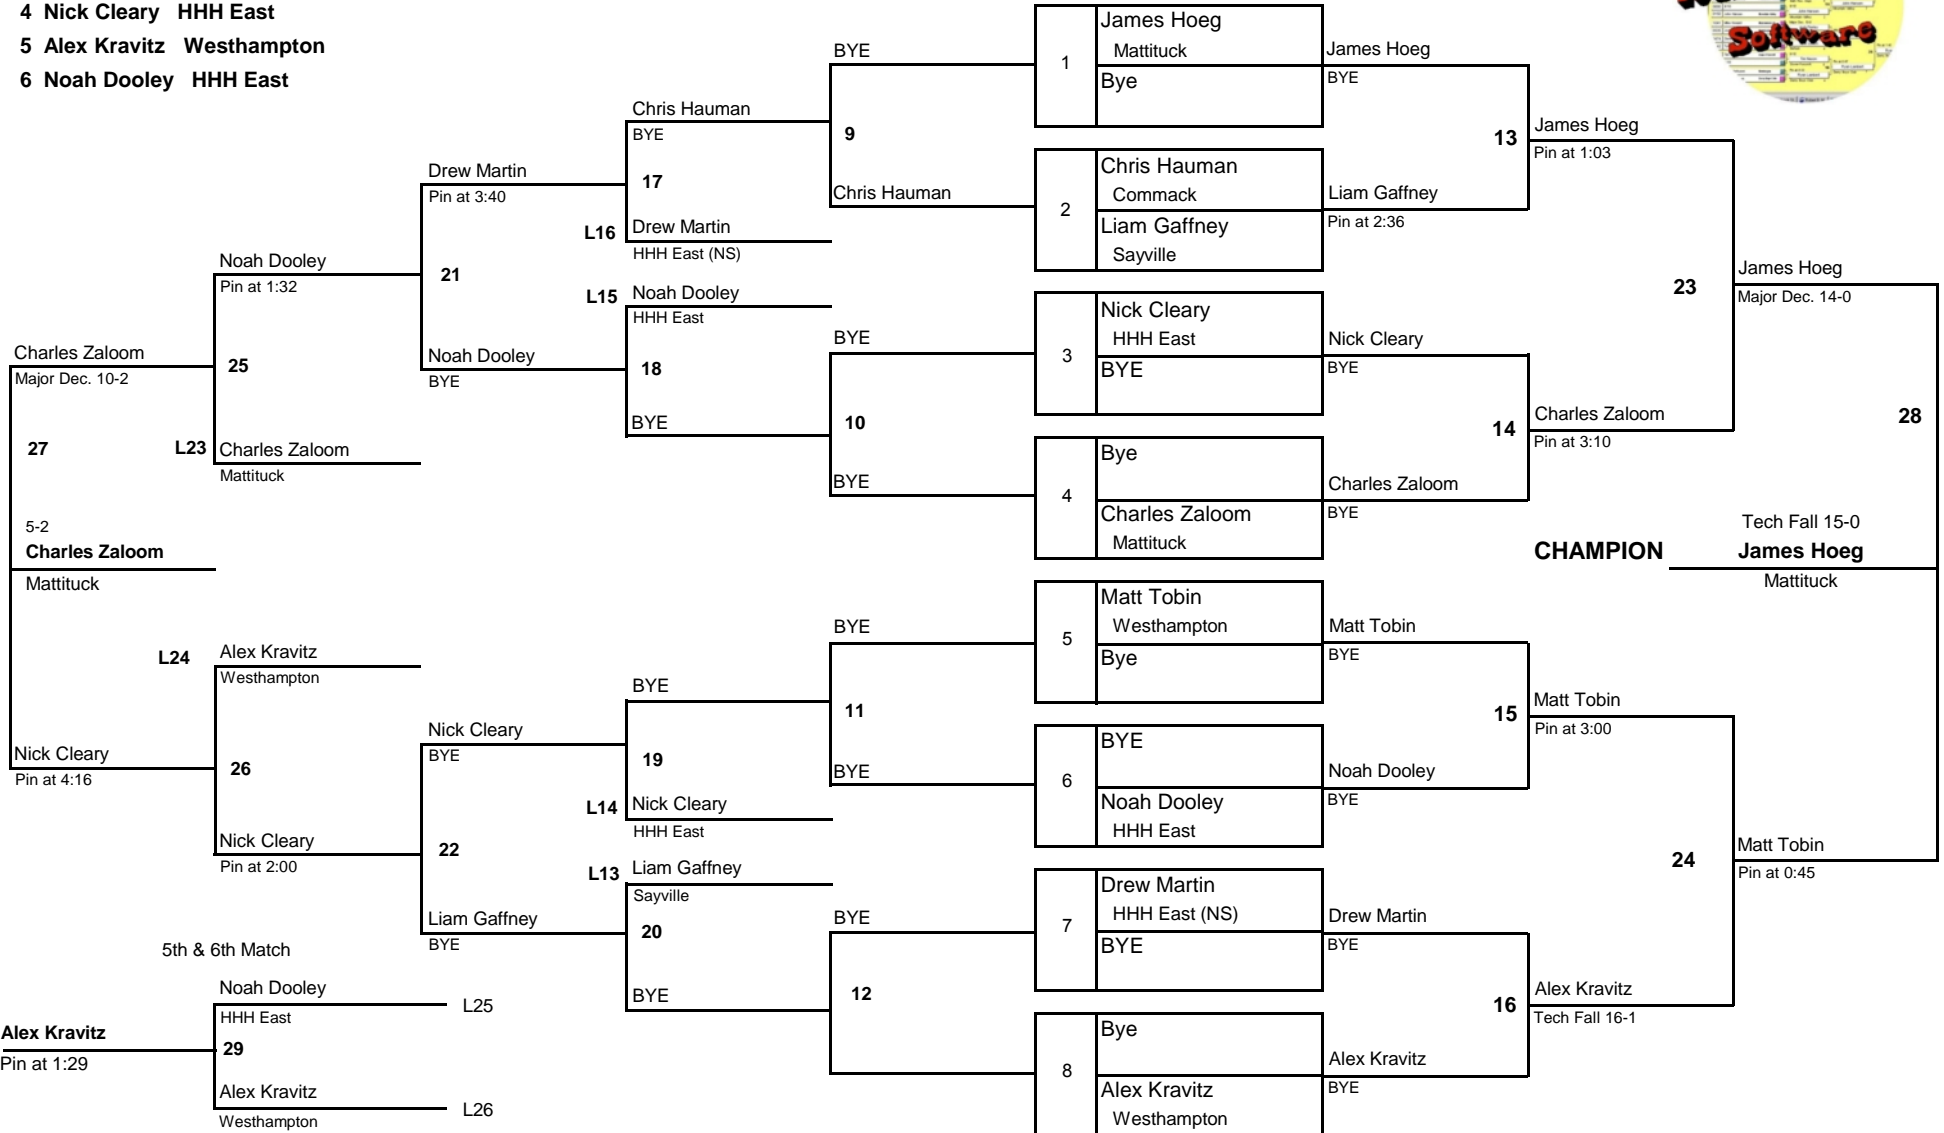 4 Nick Cleary HHH East
5 Alex Kravitz Westhampton
6 Noah Dooley HHH East
Software
1
James Hoeg
Mattituck
Bye
2
Chris Hauman
Commack
Liam Gaffney
Sayville
3
Nick Cleary
HHH East
BYE
4
Bye
Charles Zaloom
Mattituck
5
Matt Tobin
Westhampton
Bye
6
BYE
Noah Dooley
HHH East
7
Drew Martin
HHH East (NS)
BYE
8
Bye
Alex Kravitz
Westhampton
James Hoeg
BYE
13
Liam Gaffney
Pin at 2:36
Nick Cleary
BYE
14
Charles Zaloom
BYE
Matt Tobin
BYE
15
Noah Dooley
BYE
Drew Martin
BYE
16
Alex Kravitz
BYE
James Hoeg
Pin at 1:03
23
Charles Zaloom
Pin at 3:10
Matt Tobin
Pin at 3:00
24
Alex Kravitz
Tech Fall 16-1
James Hoeg
Major Dec. 14-0
28
Tech Fall 15-0
CHAMPION James Hoeg
Mattituck
Matt Tobin
Pin at 0:45
BYE
9
Chris Hauman
BYE
10
BYE
BYE
11
BYE
BYE
12
Chris Hauman
BYE
17
L16 Drew Martin
HHH East (NS)
L15 Noah Dooley
HHH East
18
BYE
BYE
19
L14 Nick Cleary
HHH East
L13 Liam Gaffney
Sayville
20
BYE
Drew Martin
Pin at 3:40
21
Noah Dooley
BYE
Nick Cleary
BYE
22
Liam Gaffney
BYE
Noah Dooley
Pin at 1:32
25
L23 Charles Zaloom
Mattituck
L24 Alex Kravitz
Westhampton
26
Nick Cleary
Pin at 2:00
Charles Zaloom
Major Dec. 10-2
27
5-2
Charles Zaloom
Mattituck
Nick Cleary
Pin at 4:16
5th & 6th Match
Noah Dooley L25
HHH East
Alex Kravitz
29
Pin at 1:29
Alex Kravitz L26
Westhampton